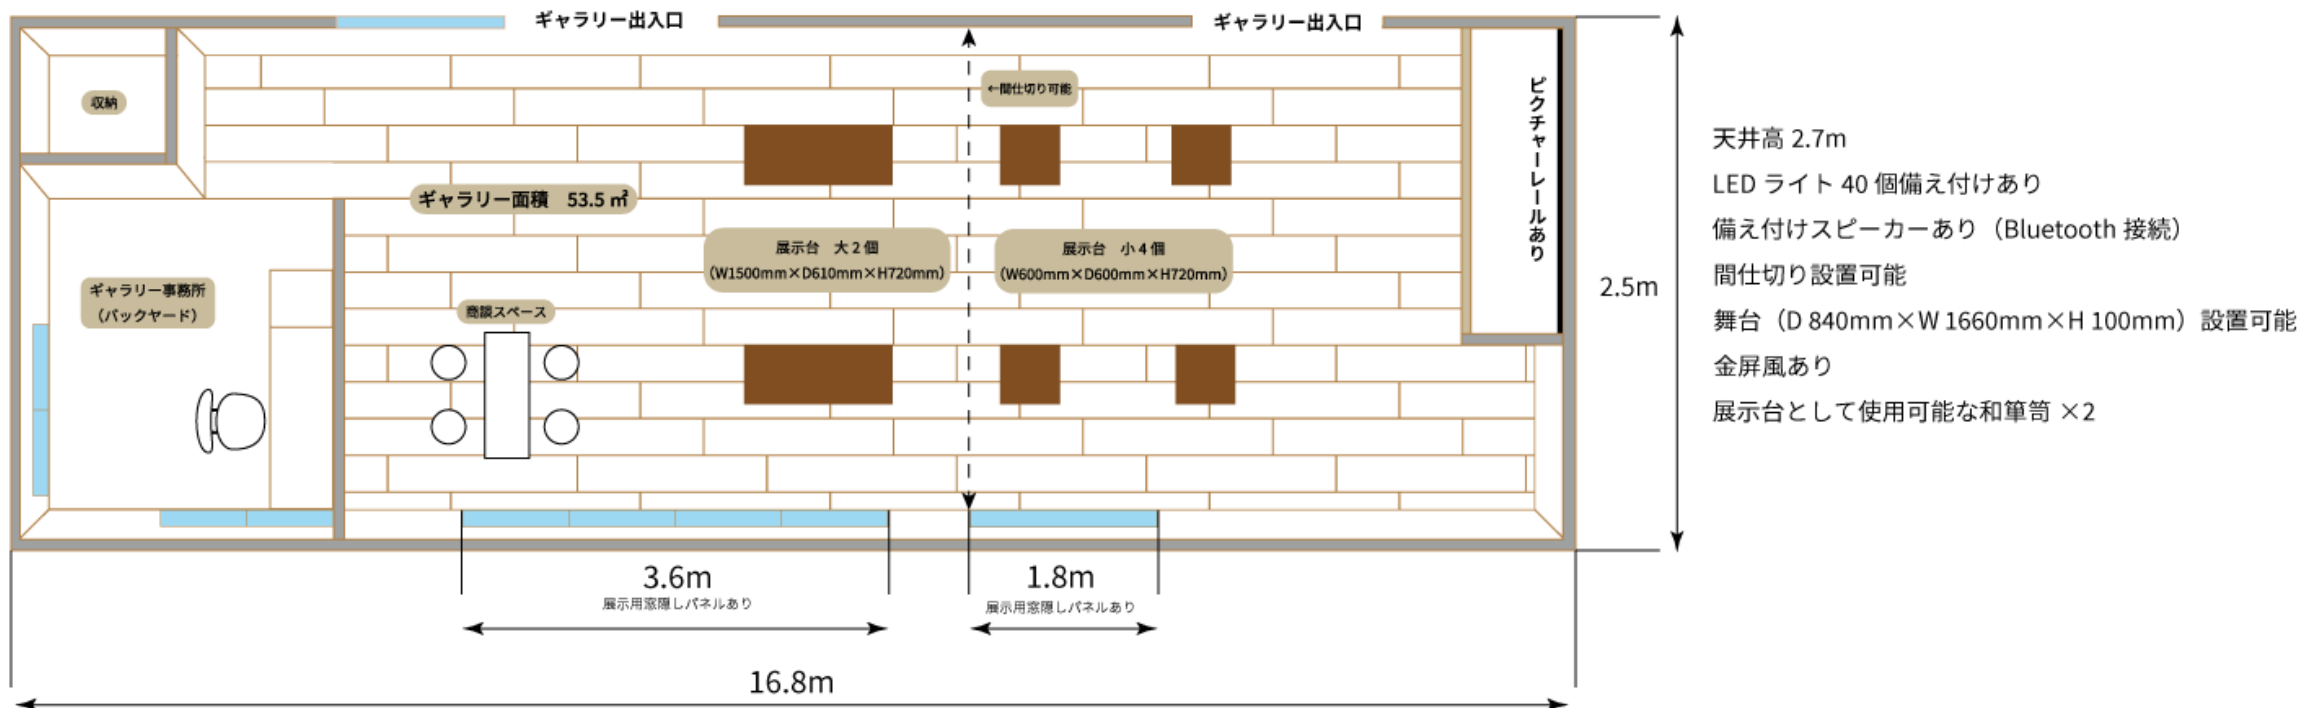 ギャラリー出入口
ギャラリー出入口
収納
←間仕切り可能
ピクチャーレールあり
ギャラリー面積　53.5 ㎡
展示台　大 2 個
（W1500mm×D610mm×H720mm）
展示台　小 4 個
（W600mm×D600mm×H720mm）
ギャラリー事務所
（バックヤード）
商談スペース
2.5m
天井高 2.7m
LED ライト 40 個備え付けあり
備え付けスピーカーあり（Bluetooth 接続）
間仕切り設置可能
舞台（D 840mm×W 1660mm×H 100mm）設置可能
金屏風あり
展示台として使用可能な和箪笥 ×2
3.6m
展示用窓隠しパネルあり
1.8m
展示用窓隠しパネルあり
16.8m